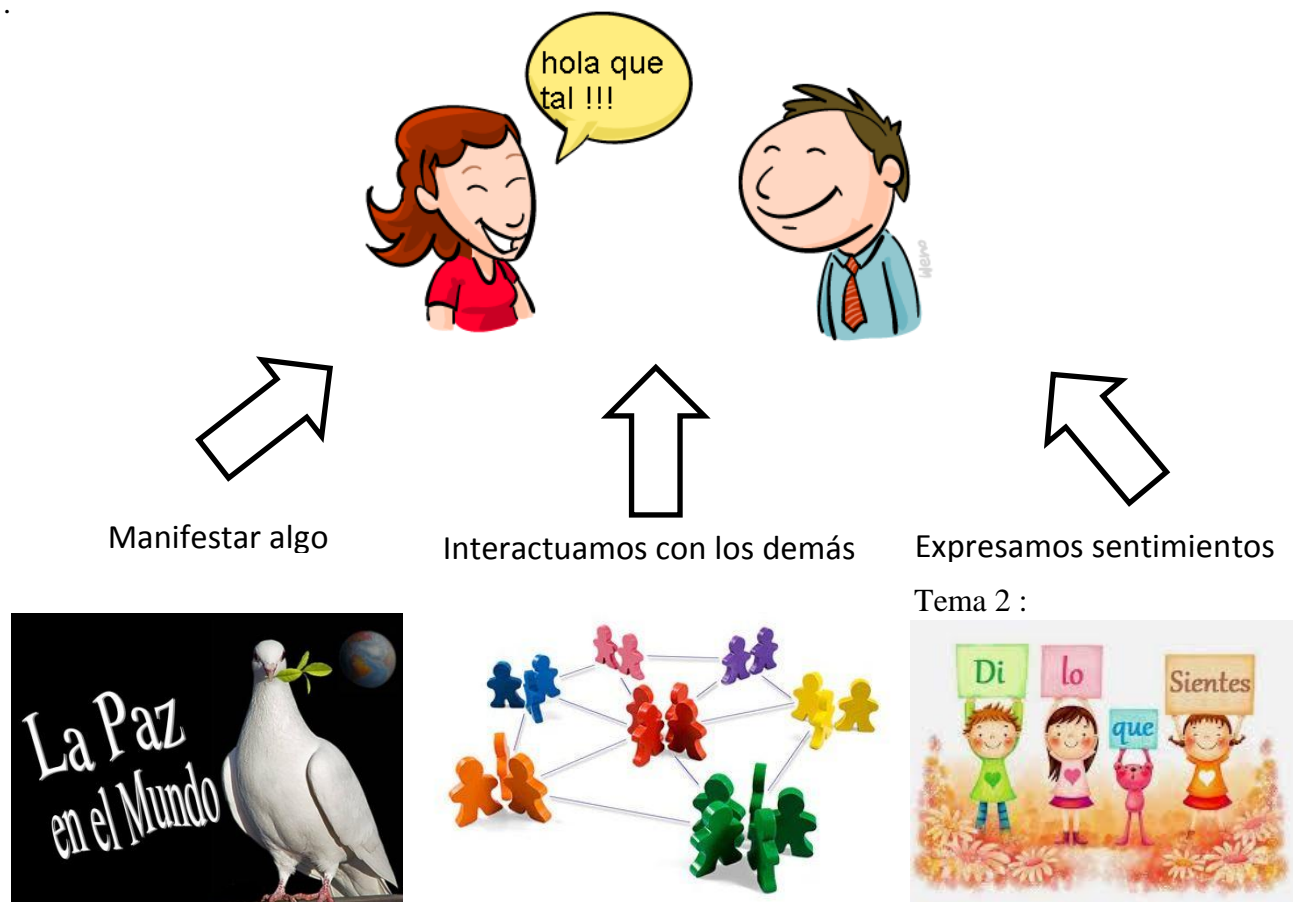 .
hola que
tal !!!
Wero
Manifestar algo
Interactuamos con los demás
Expresamos sentimientos
Tema 2 :
La Paz
en el Mundo
Di lo que Sientes